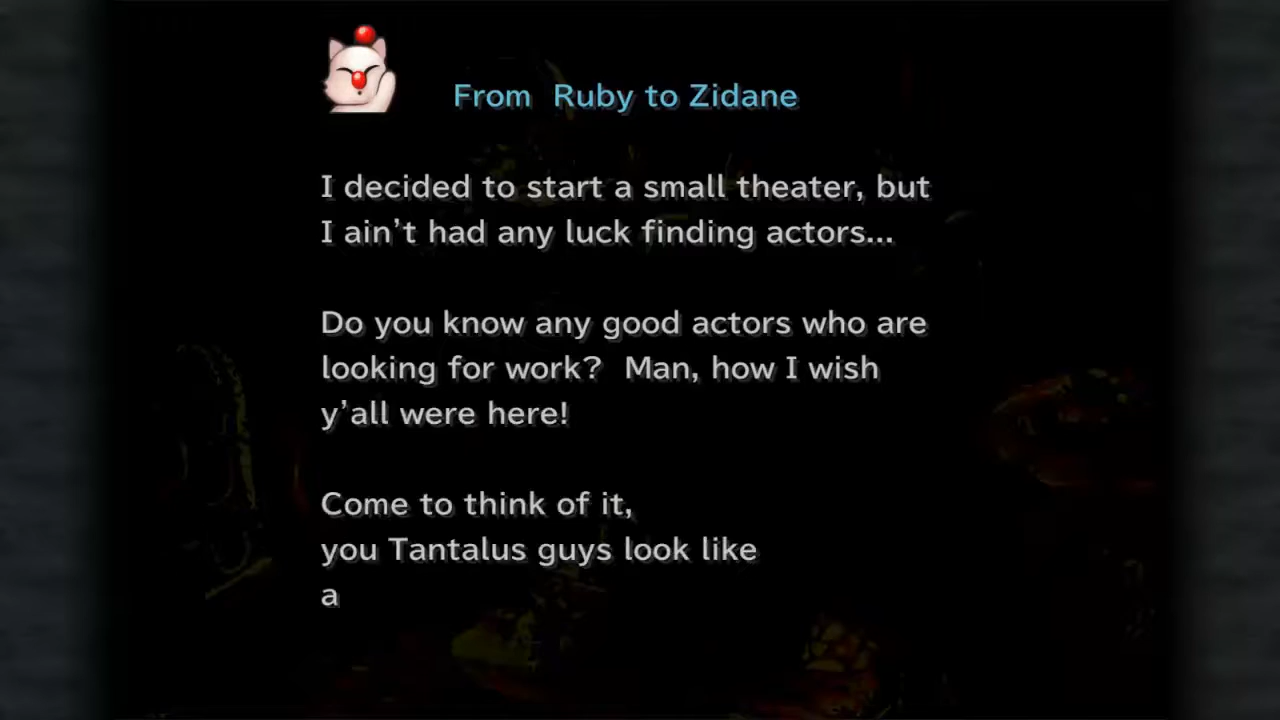 From  Ruby to Zidane
I decided to start a small theater, but
I ain't had any luck finding actors...
Do you know any good actors who are
looking for work?  Man, how I wish
y'all were here!
Come to think of it,
you Tantalus guys look like
a